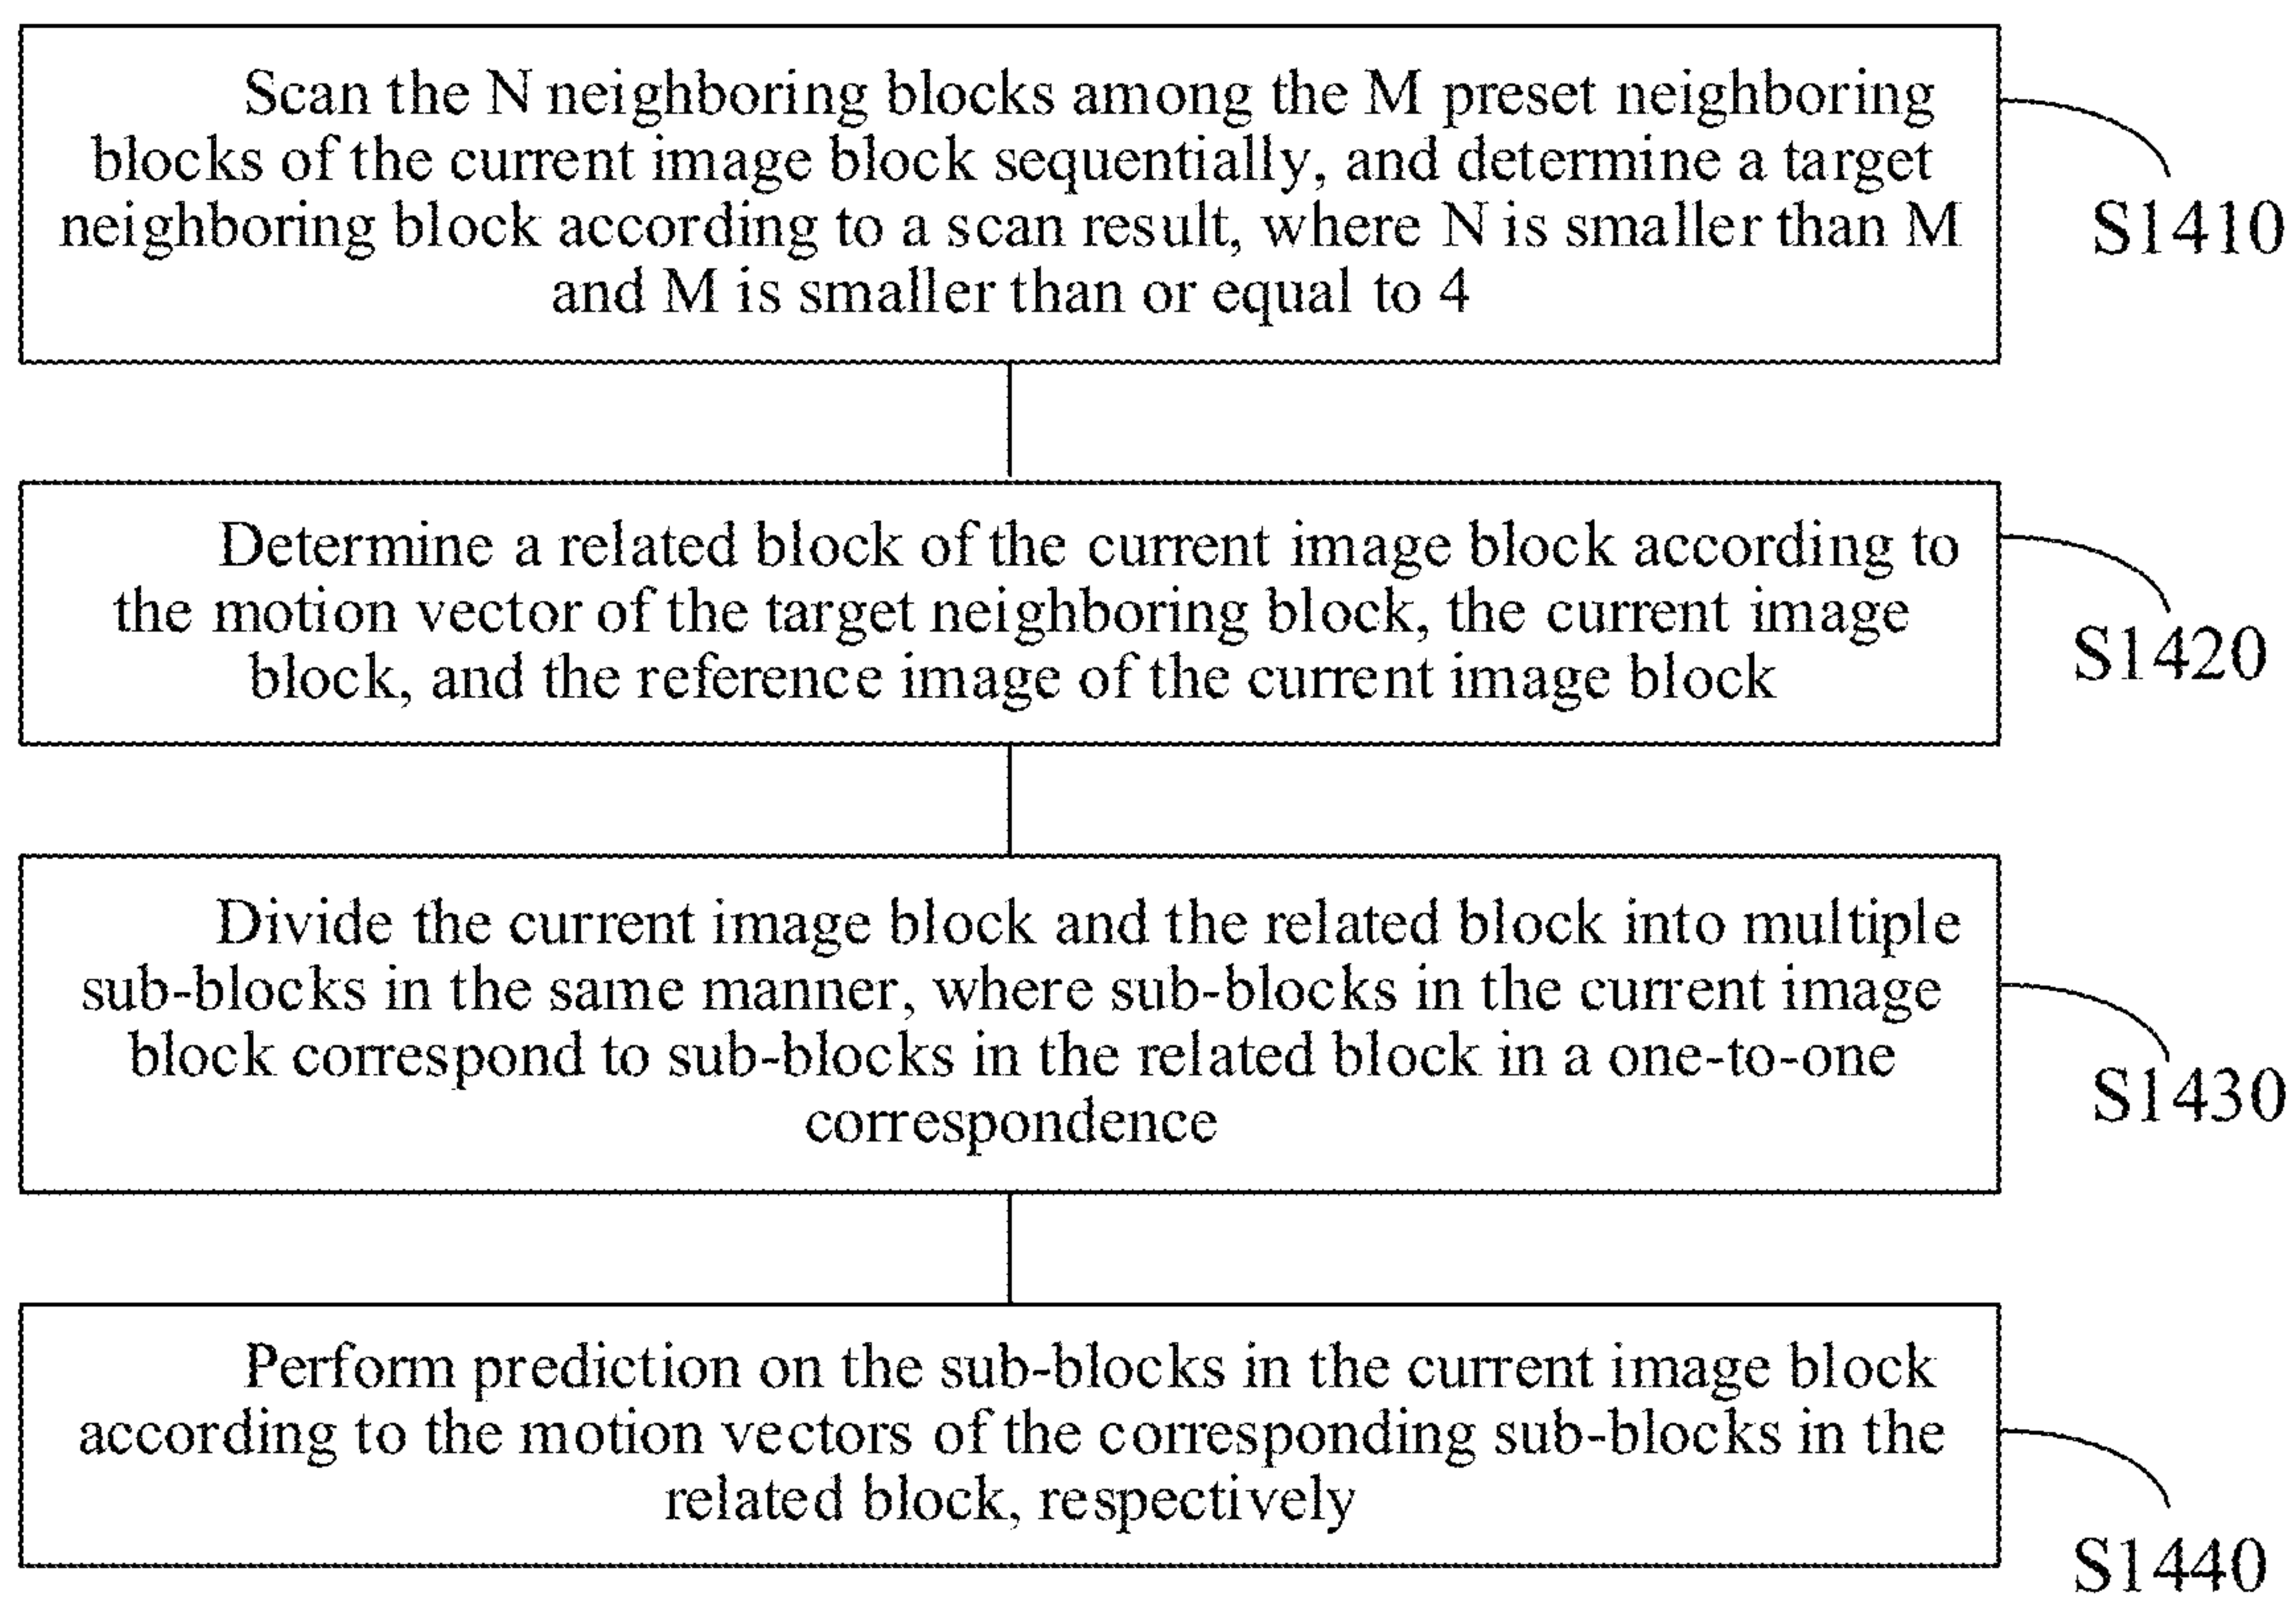 Scan the N neighboring blocks among the M preset neighboring
blocks of the current image block sequentially, and determine a target
neighboring block according to a scan result, where N is smaller than M
and M is smaller than or equal to 4
S1410
Determine a related block of the current image block according to
the motion vector of the target neighboring block, the current image
block, and the reference image of the current image block
S1420
Divide the current image block and the related block into multiple
sub-blocks in the same manner, where sub-blocks in the current image
block correspond to sub-blocks in the related block in a one-to-one
correspondence
S1430
Perform prediction on the sub-blocks in the current image block
according to the motion vectors of the corresponding sub-blocks in the
related block, respectively
S1440